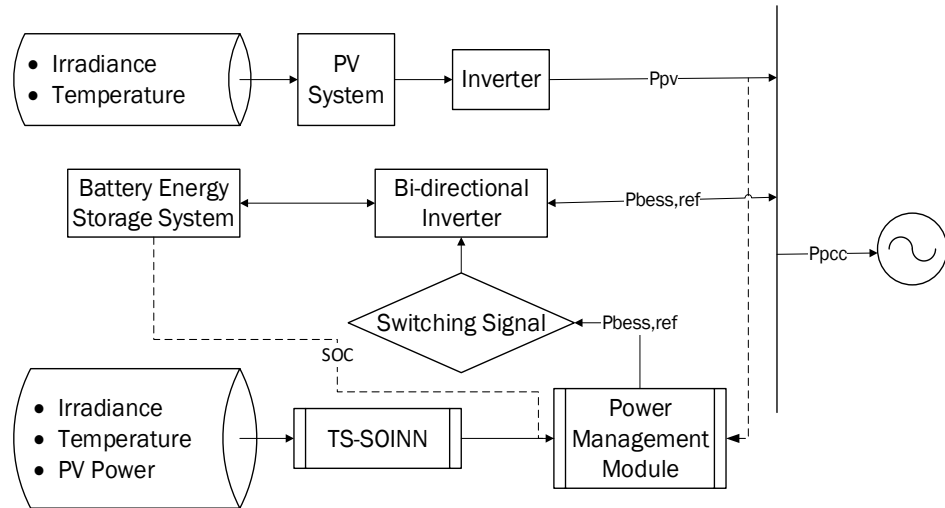 • Irradiance
• Temperature
PV
System
Inverter
Ppv
Battery Energy
Storage System
Bi-directional
Inverter
Pbess,ref
Ppcc
Switching Signal
Pbess,ref
SOC
• Irradiance
• Temperature
• PV Power
TS-SOINN
Power
Management
Module